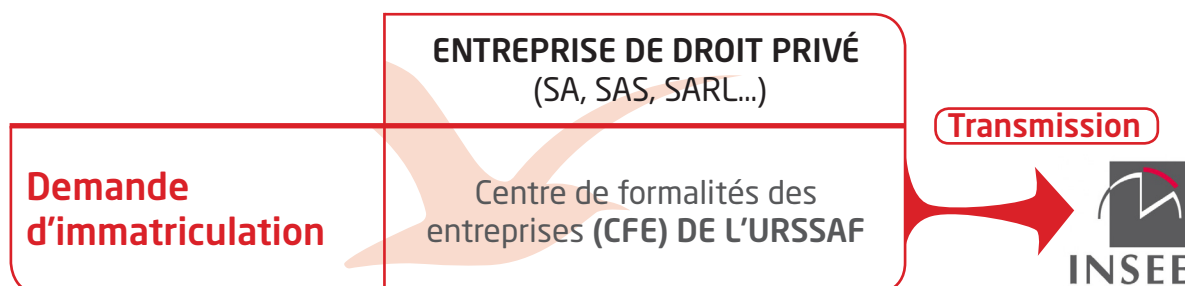 ENTREPRISE DE DROIT PRIVÉ
(SA, SAS, SARL...)
Transmission
Demande
d'immatriculation
Centre de formalités des
entreprises (CFE) DE L'URSSAF
INSEE